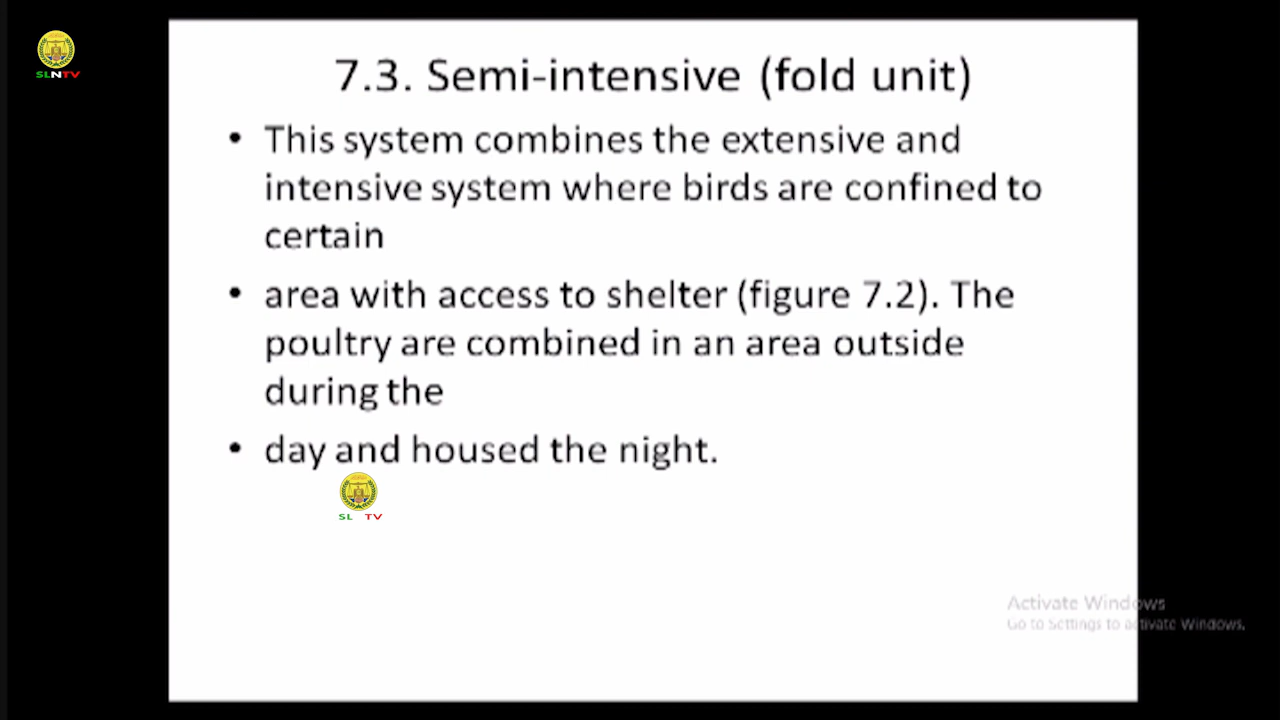 SLNTV
7.3. Semi-intensive (fold unit)
• This system combines the extensive and
intensive system where birds are confined to
certain
• area with access to shelter (figure 7.2). The
poultry are combined in an area outside
during the
• day and housed the night.
SL TV
Activate Windows
Go to Settings to activate Windows.